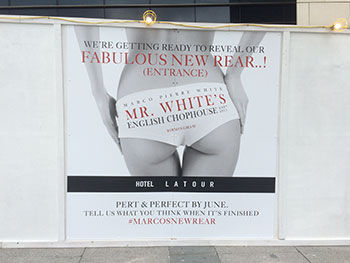 WE'RE GETTING READY TO REVEAL OUR
FABULOUS NEW REAR..!
(ENTRANCE)
MARCO PIERRE WHITE
MR. WHITE'S
ENGLISH CHOPHOUSE
HOTEL LATOUR
PERT & PERFECT BY JUNE.
TELL US WHAT YOU THINK WHEN IT'S FINISHED
#MARCOSNEWREAR